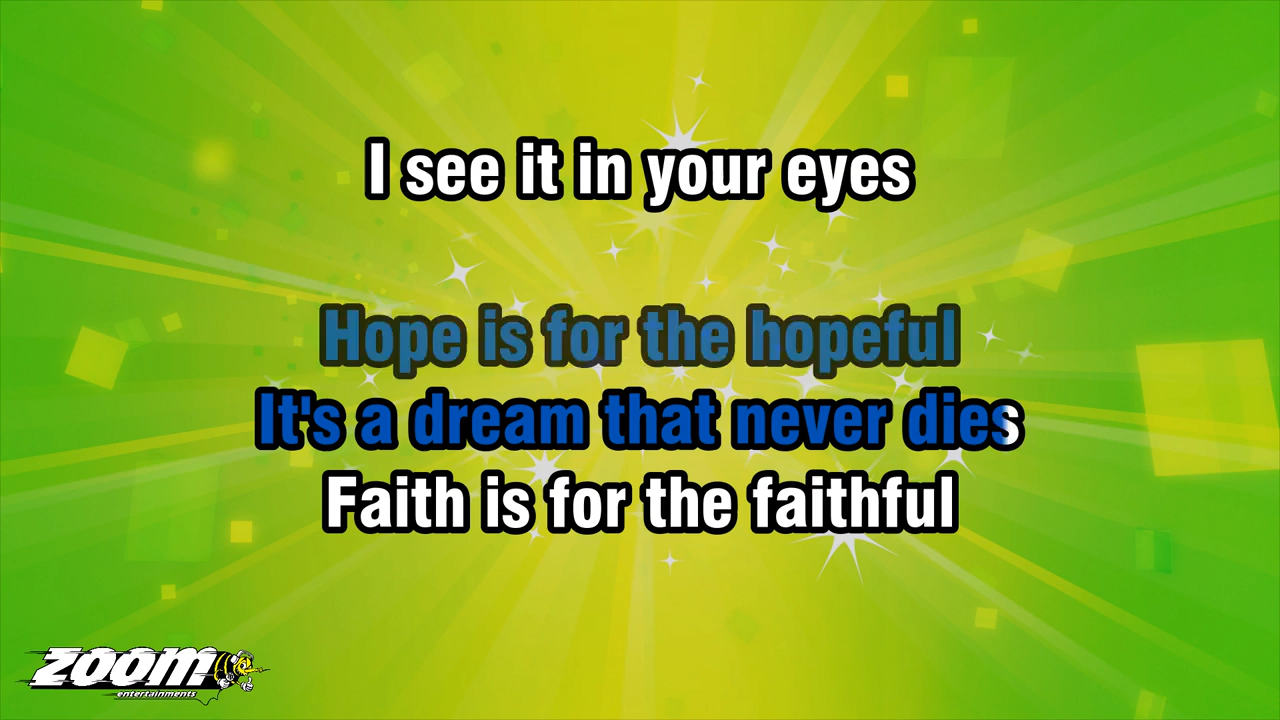 I see it in your eyes
Hope is for the hopeful
It's a dream that never dies
Faith is for the faithful
zoom
entertainments